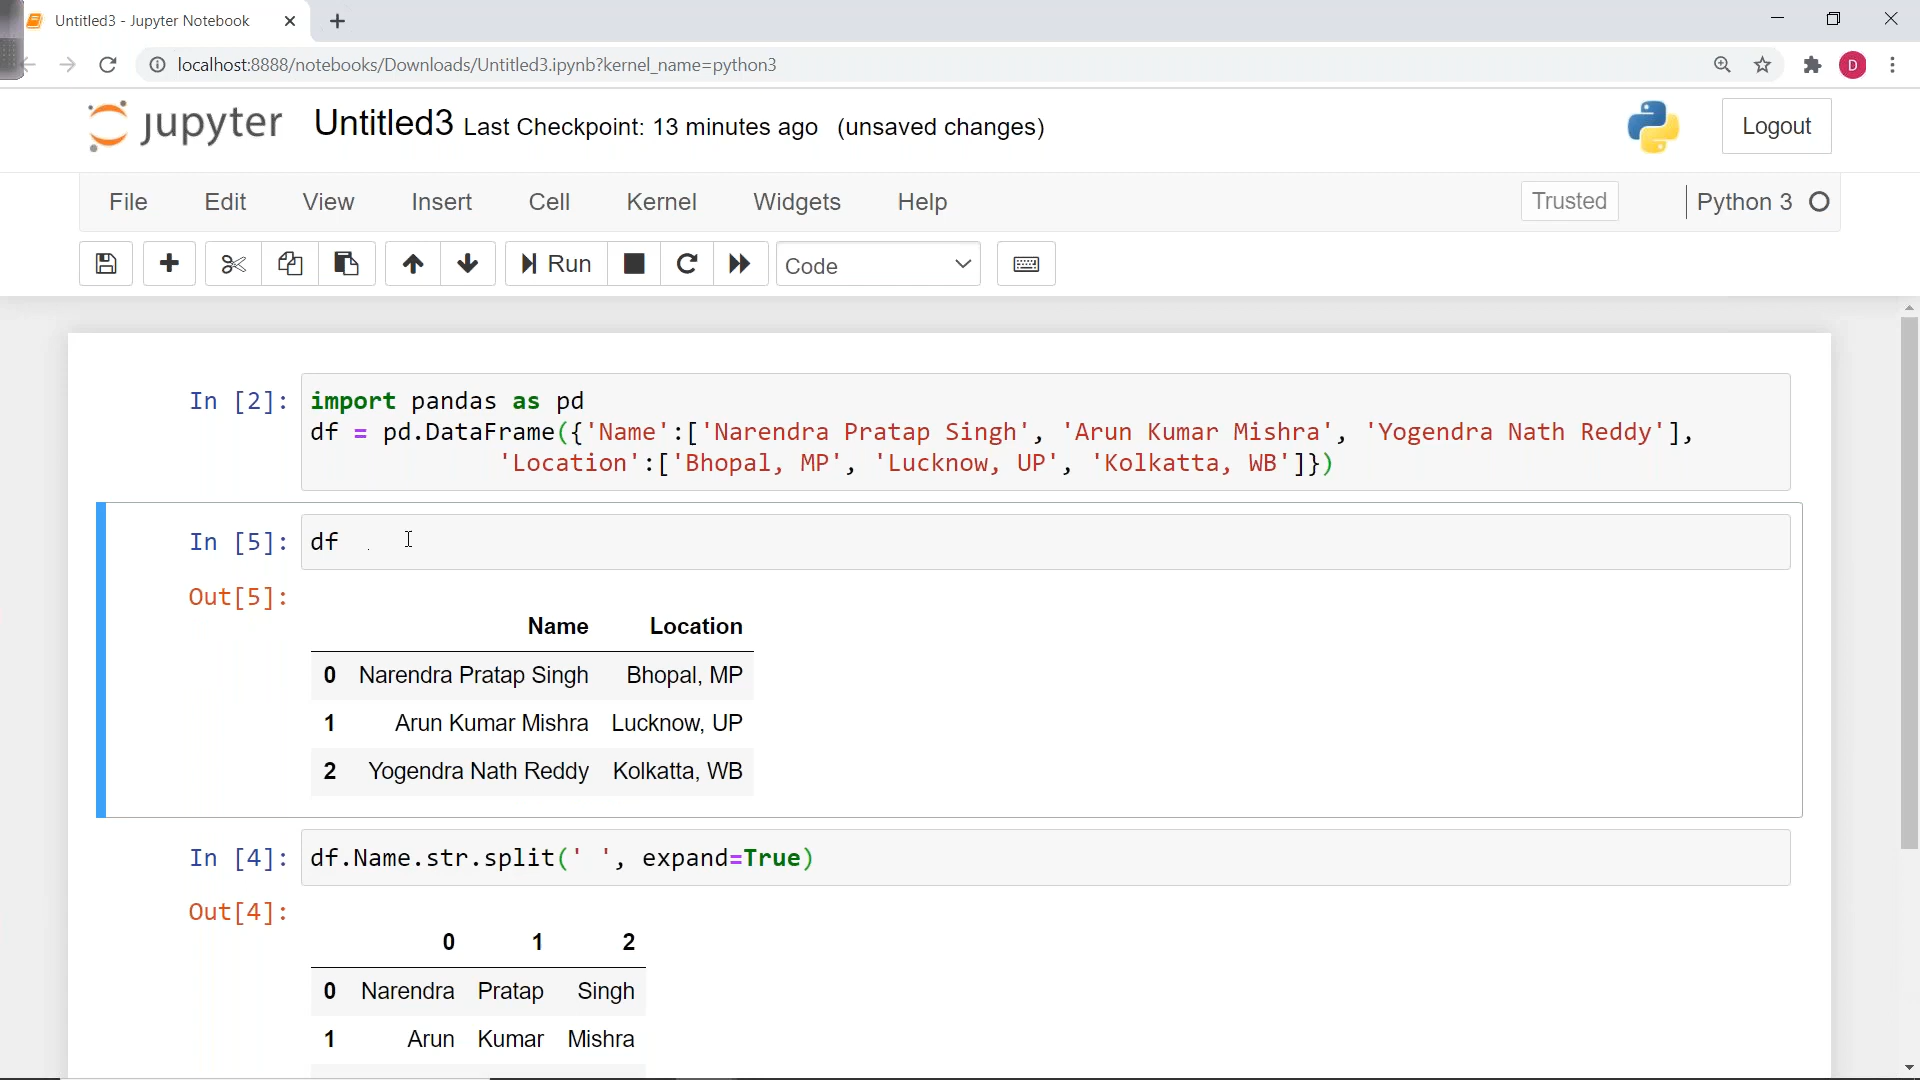 Untitled3 - Jupyter Notebook
localhost:8888/notebooks/Downloads/Untitled3.ipynb?kernel_name=python3
D
jupyter Untitled3 Last Checkpoint: 13 minutes ago (unsaved changes)
Logout
File Edit View Insert Cell Kernel Widgets Help Trusted Python 3
Run Code
In [2]: import pandas as pd
df = pd.DataFrame({'Name':['Narendra Pratap Singh', 'Arun Kumar Mishra', 'Yogendra Nath Reddy'],
'Location':['Bhopal, MP', 'Lucknow, UP', 'Kolkatta, WB']})
In [5]: df
Out[5]:
Name Location
0 Narendra Pratap Singh Bhopal, MP
1 Arun Kumar Mishra Lucknow, UP
2 Yogendra Nath Reddy Kolkatta, WB
In [4]: df.Name.str.split(' ', expand=True)
Out[4]:
0 1 2
0 Narendra Pratap Singh
1 Arun Kumar Mishra